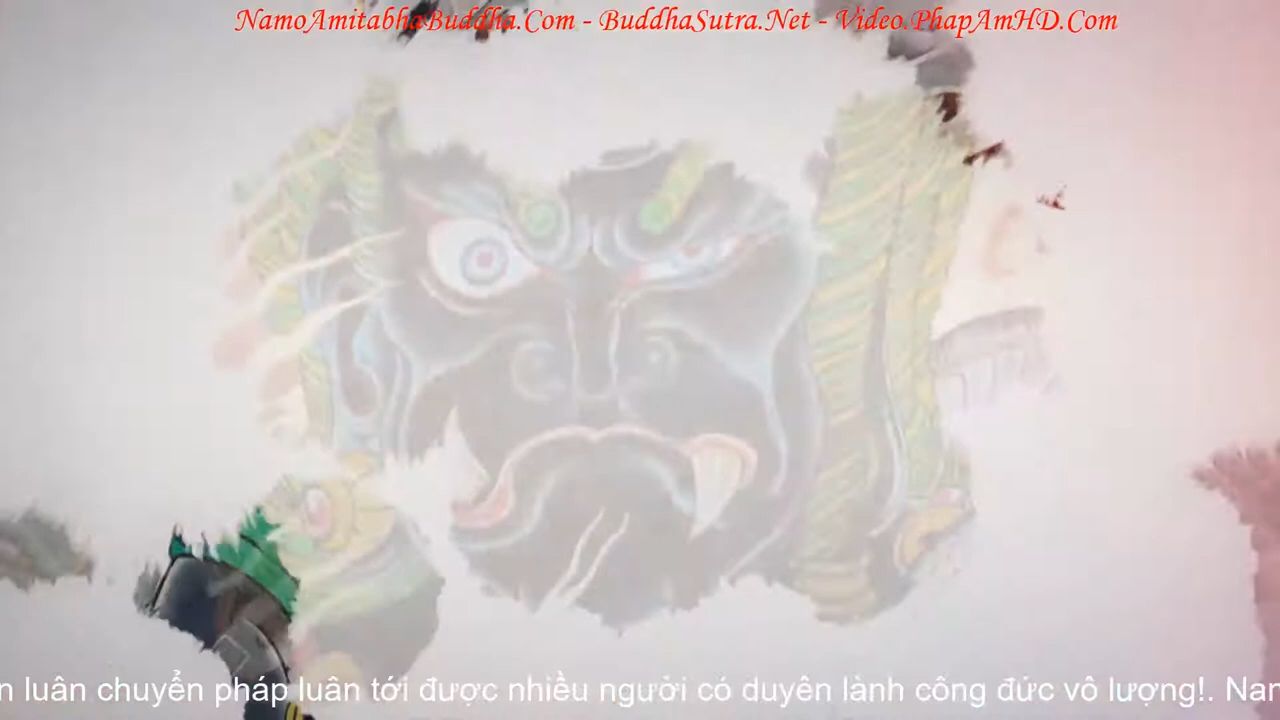 NamoAmitabhaBuddha.Com - BuddhaSutra.Net - Video.PhapAmHD.Com
n luân chuyển pháp luân tới được nhiều người có duyên lành công đức vô lượng!. Nan